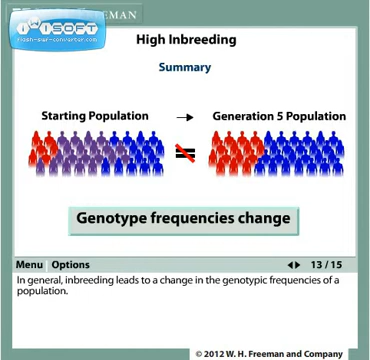 FREEMAN
iWiSOFT
flash-swf-converter.com
High Inbreeding
Summary
Starting Population → Generation 5 Population
Genotype frequencies change
Menu Options 13 / 15
In general, inbreeding leads to a change in the genotypic frequencies of a
population.
© 2012 W. H. Freeman and Company